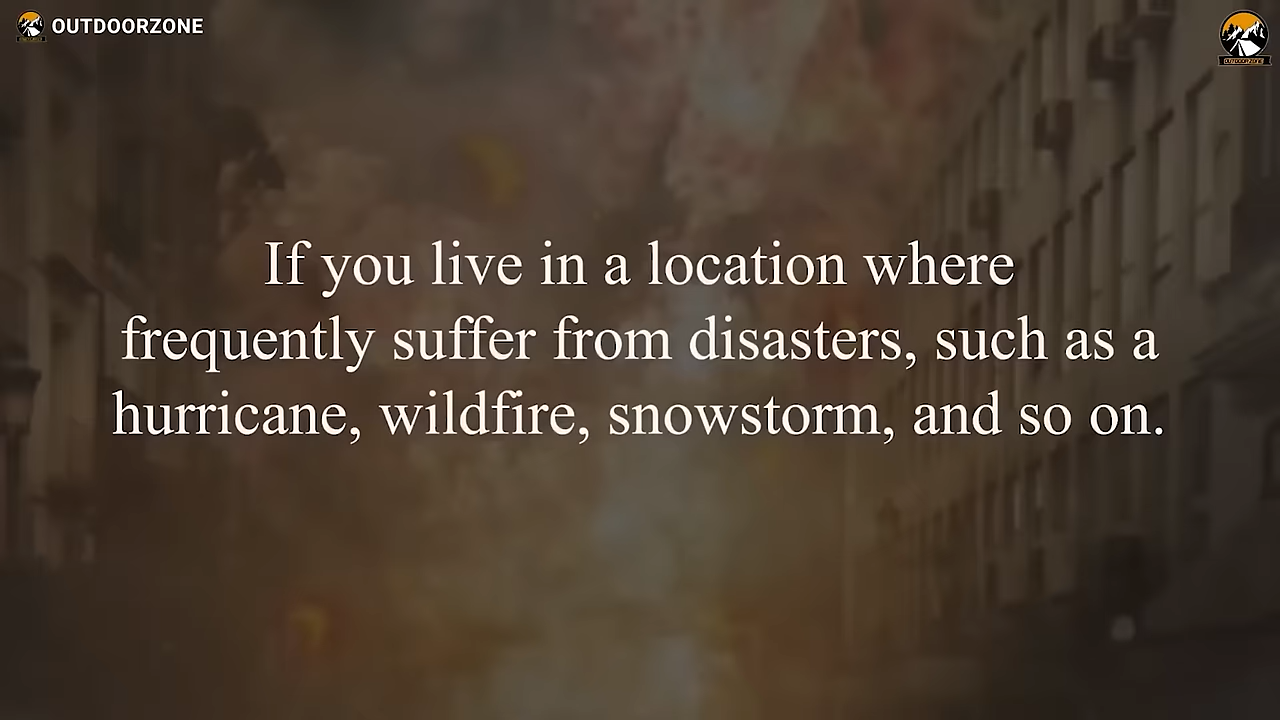 OUTDOORZONE
If you live in a location where
frequently suffer from disasters, such as a
hurricane, wildfire, snowstorm, and so on.
OUTDOORZONE